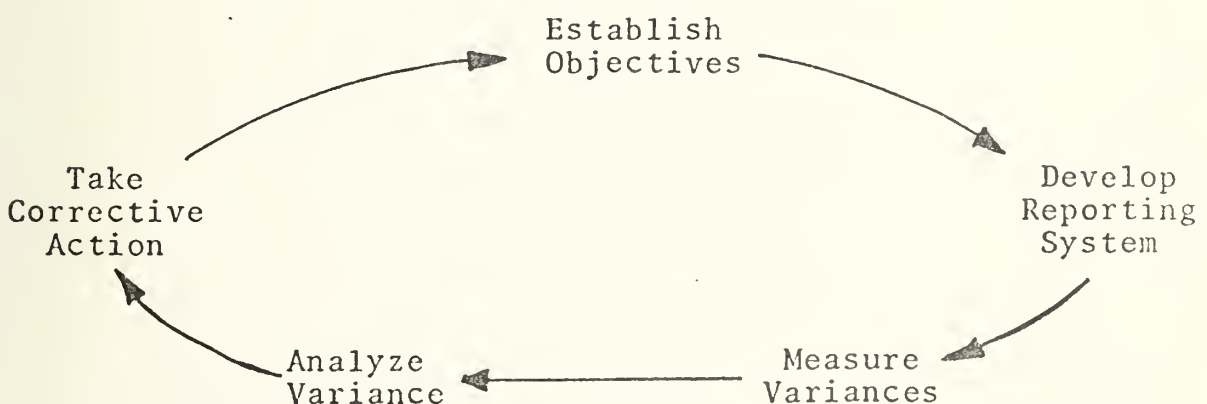 Establish
Objectives
Develop
Reporting
System
Measure
Variances
Analyze
Variance
Take
Corrective
Action